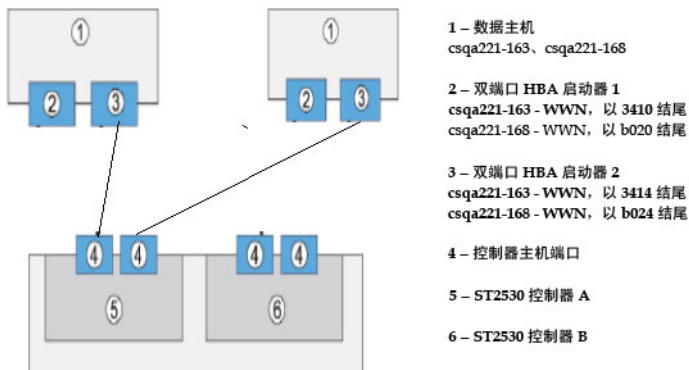 ①
①
1 – 数据主机
csqa221-163、csqa221-168
② ③
② ③
2 – 双端口 HBA 启动器 1
csqa221-163 - WWN，以 3410 结尾
csqa221-168 - WWN，以 b020 结尾
3 – 双端口 HBA 启动器 2
csqa221-163 - WWN，以 3414 结尾
csqa221-168 - WWN，以 b024 结尾
④ ④
④ ④
4 – 控制器主机端口
⑤
⑥
5 – ST2530 控制器 A
6 – ST2530 控制器 B